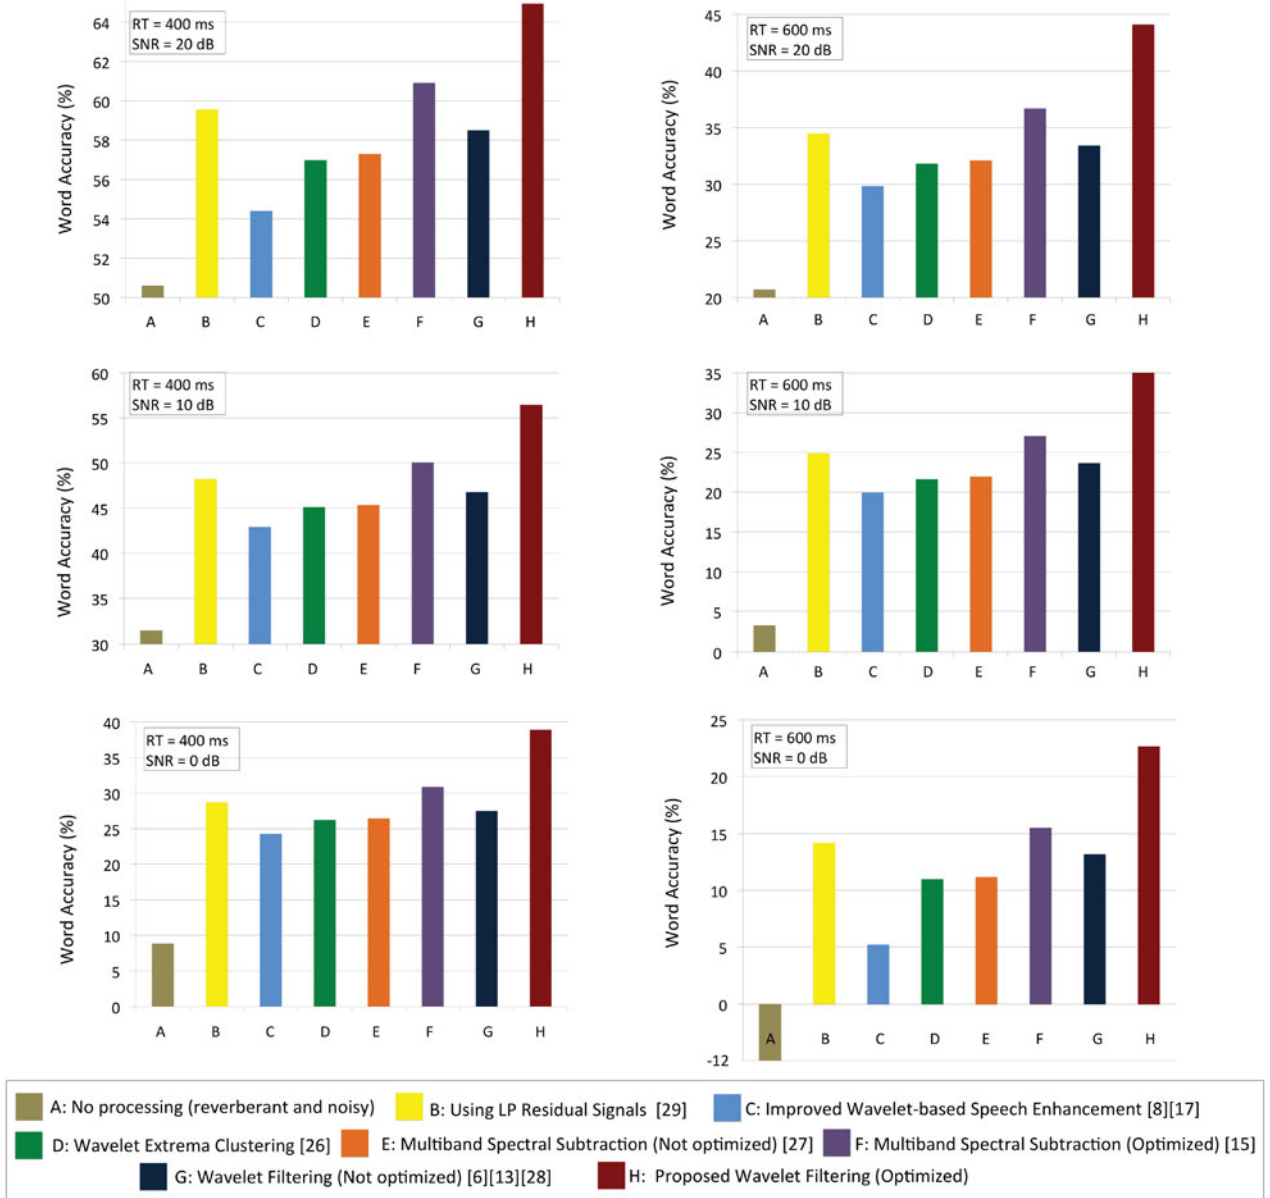 RT = 400 ms
SNR = 20 dB
Word Accuracy (%)
64
62
60
58
56
54
52
50
A B C D E F G H
RT = 600 ms
SNR = 20 dB
Word Accuracy (%)
45
40
35
30
25
20
A B C D E F G H
RT = 400 ms
SNR = 10 dB
Word Accuracy (%)
60
55
50
45
40
35
30
A B C D E F G H
RT = 600 ms
SNR = 10 dB
Word Accuracy (%)
35
30
25
20
15
10
5
0
A B C D E F G H
RT = 400 ms
SNR = 0 dB
Word Accuracy (%)
40
35
30
25
20
15
10
5
0
A B C D E F G H
RT = 600 ms
SNR = 0 dB
Word Accuracy (%)
25
20
15
10
5
0
-12
A B C D E F G H
A: No processing (reverberant and noisy)
B: Using LP Residual Signals [29]
C: Improved Wavelet-based Speech Enhancement [8][17]
D: Wavelet Extrema Clustering [26]
E: Multiband Spectral Subtraction (Not optimized) [27]
F: Multiband Spectral Subtraction (Optimized) [15]
G: Wavelet Filtering (Not optimized) [6][13][28]
H: Proposed Wavelet Filtering (Optimized)